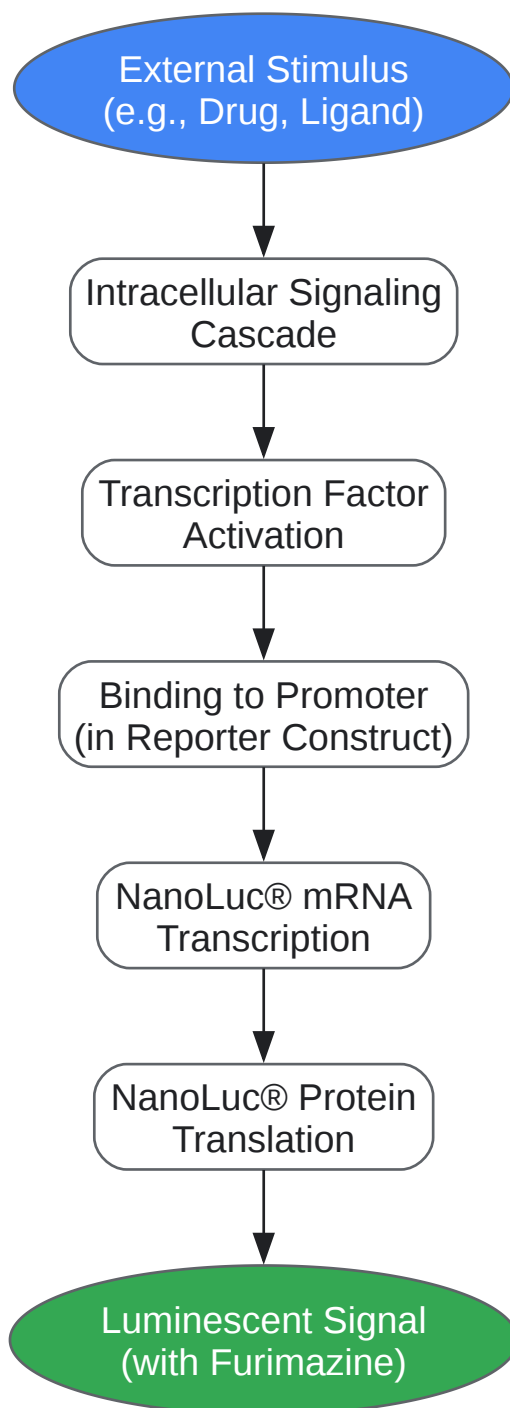 External Stimulus
(e.g., Drug, Ligand)
Intracellular Signaling
Cascade
Transcription Factor
Activation
Binding to Promoter
(in Reporter Construct)
NanoLuc® mRNA
Transcription
NanoLuc® Protein
Translation
Luminescent Signal
(with Furimazine)